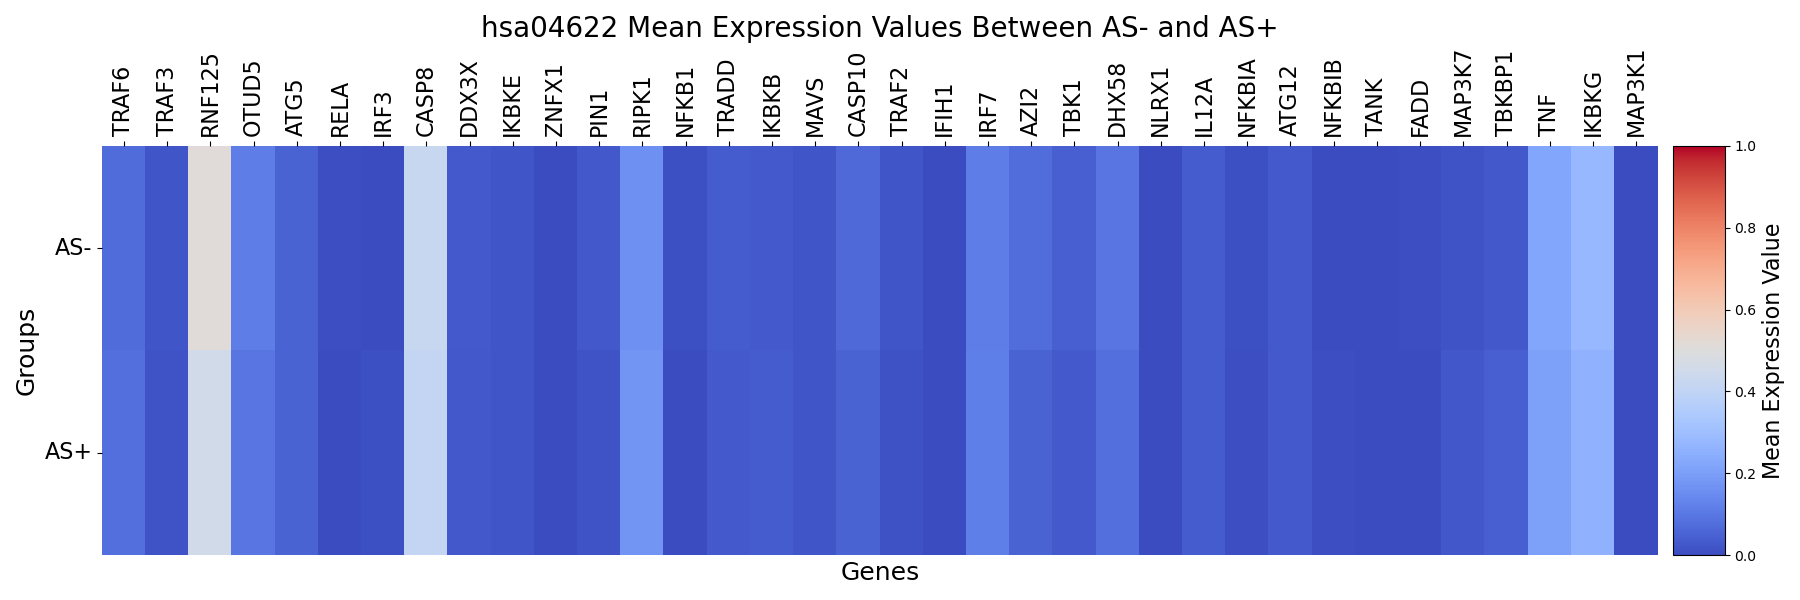 hsa04622 Mean Expression Values Between AS- and AS+
TRAF6
TRAF3
RNF125
OTUD5
ATG5
RELA
IRF3
CASP8
DDX3X
IKBKE
ZNFX1
PIN1
RIPK1
NFKB1
TRADD
IKBKB
MAVS
CASP10
TRAF2
IFIH1
IRF7
AZI2
TBK1
DHX58
NLRX1
IL12A
NFKBIA
ATG12
NFKBIB
TANK
FADD
MAP3K7
TBKBP1
TNF
IKBKG
MAP3K1
Groups
AS-
AS+
Genes
1.0
0.8
0.6
0.4
0.2
0.0
Mean Expression Value